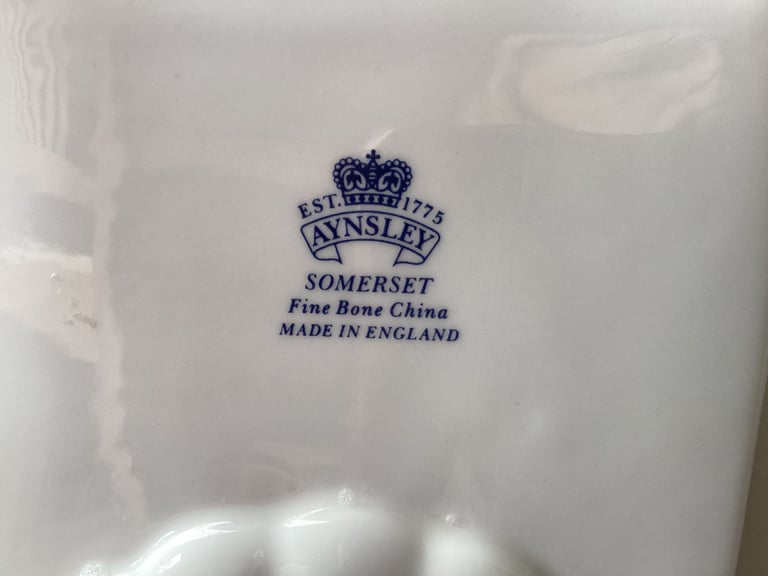 EST. 1775
AYNSLEY
SOMERSET
Fine Bone China
MADE IN ENGLAND